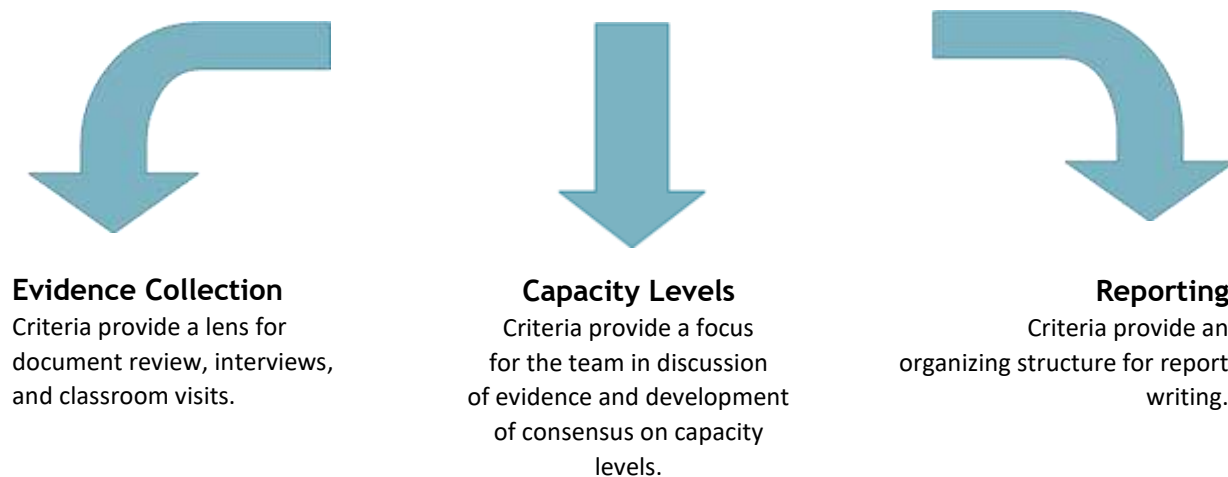 Evidence Collection
Criteria provide a lens for
document review, interviews,
and classroom visits.
Capacity Levels
Criteria provide a focus
for the team in discussion
of evidence and development
of consensus on capacity
levels.
Reporting
Criteria provide an
organizing structure for report
writing.